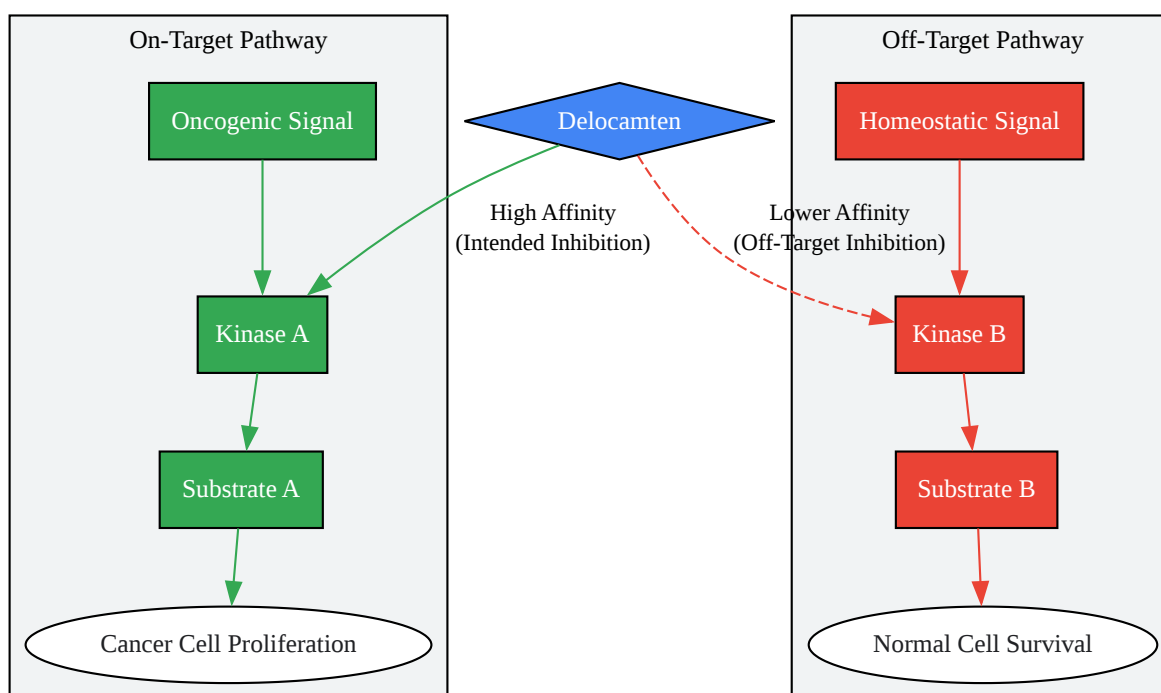 On-Target Pathway
Off-Target Pathway
Oncogenic Signal
Delocamten
Homeostatic Signal
High Affinity
(Intended Inhibition)
Lower Affinity
(Off-Target Inhibition)
Kinase A
Kinase B
Substrate A
Substrate B
Cancer Cell Proliferation
Normal Cell Survival